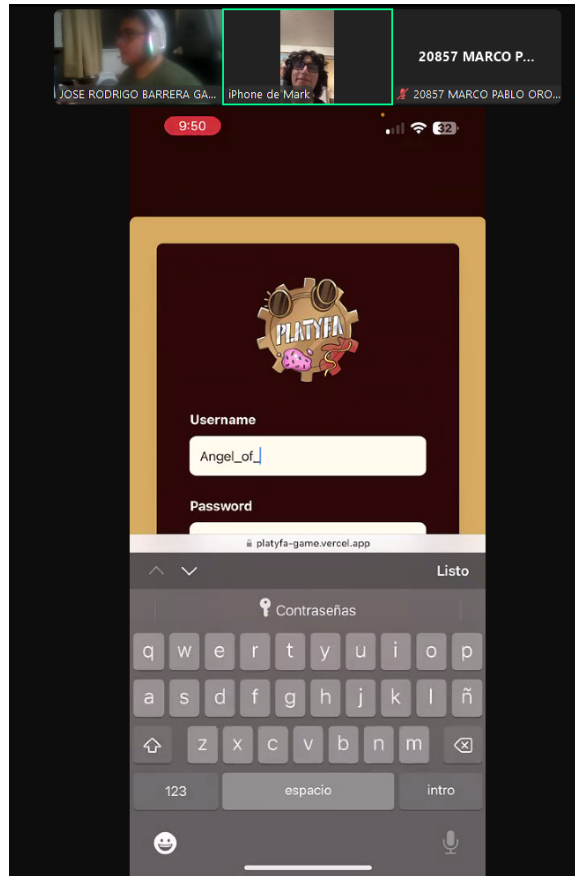 20857 MARCO P...
JOSE RODRIGO BARRERA GA...
iPhone de Mark
20857 MARCO PABLO ORO...
9:50
32
PLATYFA
Username
Angel_of_
Password
platyfa-game.vercel.app
Listo
Contraseñas
q w e r t y u i o p
a s d f g h j k l ñ
z x c v b n m
123 espacio intro